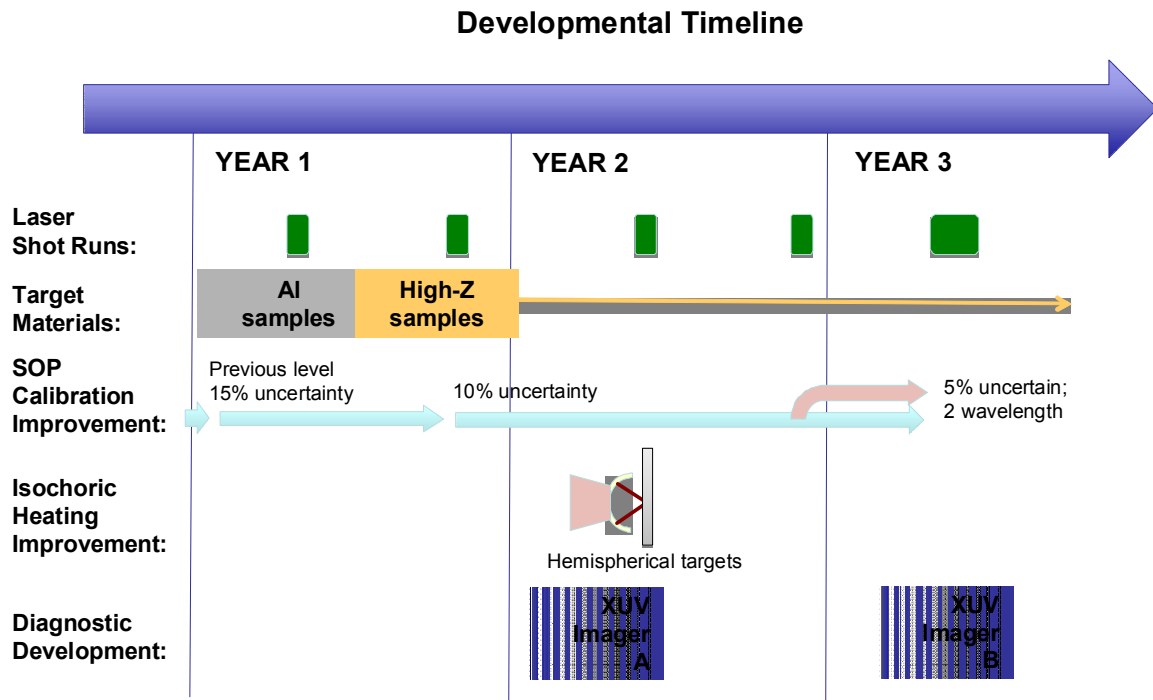 Developmental Timeline
YEAR 1
YEAR 2
YEAR 3
Laser
Shot Runs:
Target
Materials:
Al
samples
High-Z
samples
SOP
Calibration
Improvement:
Previous level
15% uncertainty
10% uncertainty
5% uncertain;
2 wavelength
Isochoric
Heating
Improvement:
Hemispherical targets
Diagnostic
Development:
XUV
Imager
A
XUV
Imager
B